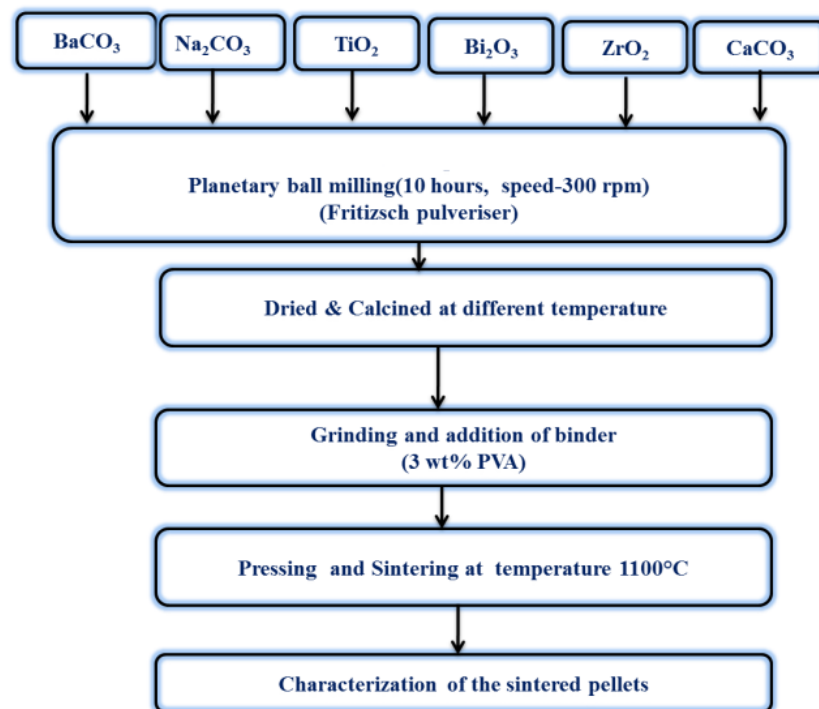 BaCO₃ Na₂CO₃ TiO₂ Bi₂O₃ ZrO₂ CaCO₃
Planetary ball milling(10 hours, speed-300 rpm)
(Fritizsch pulveriser)
Dried & Calcined at different temperature
Grinding and addition of binder
(3 wt% PVA)
Pressing and Sintering at temperature 1100°C
Characterization of the sintered pellets